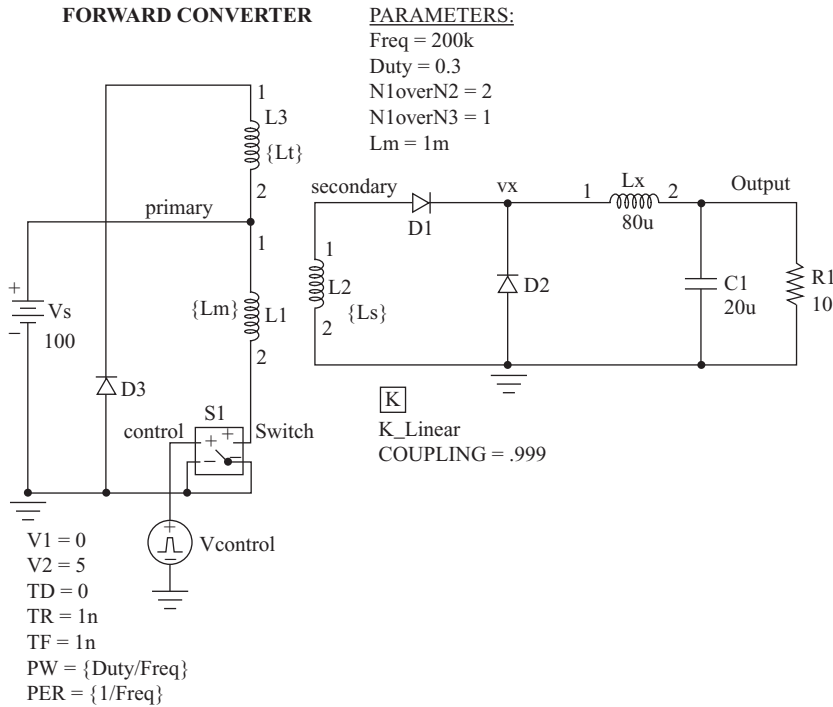 FORWARD CONVERTER
PARAMETERS:
Freq = 200k
Duty = 0.3
N1overN2 = 2
N1overN3 = 1
Lm = 1m
1
L3
{Lt}
2
primary
1
{Lm}
L1
2
+
Vs
−
100
D3
S1
control
Switch
+ +
− −
+
Vcontrol
−
secondary
D1
vx
1
Lx
2
80u
Output
1
L2
{Ls}
2
D2
C1
20u
R1
10
K
K_Linear
COUPLING = .999
V1 = 0
V2 = 5
TD = 0
TR = 1n
TF = 1n
PW = {Duty/Freq}
PER = {1/Freq}